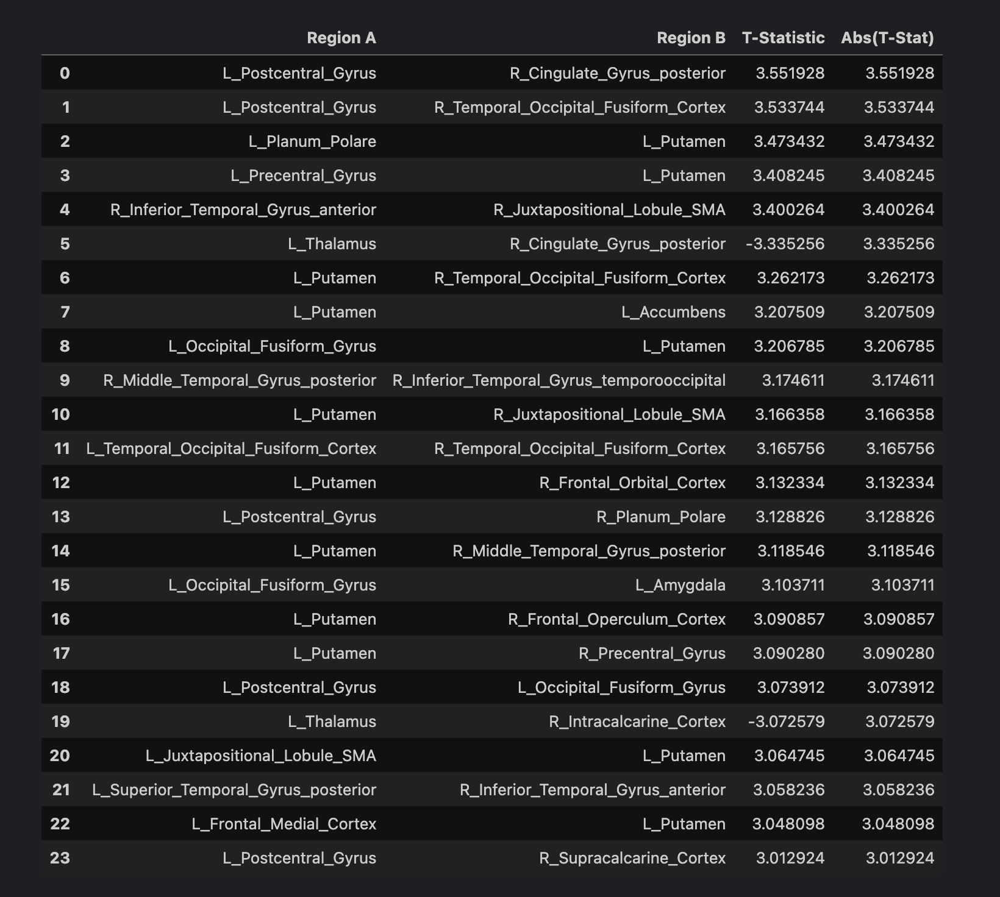 Region A Region B T-Statistic Abs(T-Stat)
0 L_Postcentral_Gyrus R_Cingulate_Gyrus_posterior 3.551928 3.551928
1 L_Postcentral_Gyrus R_Temporal_Occipital_Fusiform_Cortex 3.533744 3.533744
2 L_Planum_Polare L_Putamen 3.473432 3.473432
3 L_Precentral_Gyrus L_Putamen 3.408245 3.408245
4 R_Inferior_Temporal_Gyrus_anterior R_Juxtapositional_Lobule_SMA 3.400264 3.400264
5 L_Thalamus R_Cingulate_Gyrus_posterior -3.335256 3.335256
6 L_Putamen R_Temporal_Occipital_Fusiform_Cortex 3.262173 3.262173
7 L_Putamen L_Accumbens 3.207509 3.207509
8 L_Occipital_Fusiform_Gyrus L_Putamen 3.206785 3.206785
9 R_Middle_Temporal_Gyrus_posterior R_Inferior_Temporal_Gyrus_temporooccipital 3.174611 3.174611
10 L_Putamen R_Juxtapositional_Lobule_SMA 3.166358 3.166358
11 L_Temporal_Occipital_Fusiform_Cortex R_Temporal_Occipital_Fusiform_Cortex 3.165756 3.165756
12 L_Putamen R_Frontal_Orbital_Cortex 3.132334 3.132334
13 L_Postcentral_Gyrus R_Planum_Polare 3.128826 3.128826
14 L_Putamen R_Middle_Temporal_Gyrus_posterior 3.118546 3.118546
15 L_Occipital_Fusiform_Gyrus L_Amygdala 3.103711 3.103711
16 L_Putamen R_Frontal_Operculum_Cortex 3.090857 3.090857
17 L_Putamen R_Precentral_Gyrus 3.090280 3.090280
18 L_Postcentral_Gyrus L_Occipital_Fusiform_Gyrus 3.073912 3.073912
19 L_Thalamus R_Intracalcarine_Cortex -3.072579 3.072579
20 L_Juxtapositional_Lobule_SMA L_Putamen 3.064745 3.064745
21 L_Superior_Temporal_Gyrus_posterior R_Inferior_Temporal_Gyrus_anterior 3.058236 3.058236
22 L_Frontal_Medial_Cortex L_Putamen 3.048098 3.048098
23 L_Postcentral_Gyrus R_Supracalcarine_Cortex 3.012924 3.012924